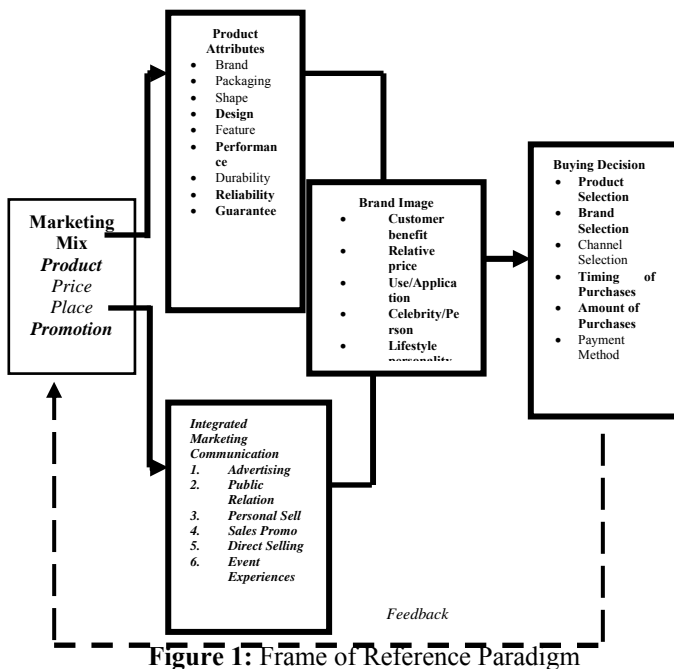 Product
Attributes
• Brand
• Packaging
• Shape
• Design
• Feature
• Performan
ce
• Durability
• Reliability
• Guarantee
Marketing
Mix
Product
Price
Place
Promotion
Brand Image
• Customer
benefit
• Relative
price
• Use/Applica
tion
• Celebrity/Pe
rson
• Lifestyle
personality
Buying Decision
• Product
Selection
• Brand
Selection
• Channel
Selection
• Timing of
Purchases
• Amount of
Purchases
• Payment
Method
Integrated
Marketing
Communication
1. Advertising
2. Public
Relation
3. Personal Sell
4. Sales Promo
5. Direct Selling
6. Event
Experiences
Feedback
Figure 1: Frame of Reference Paradigm